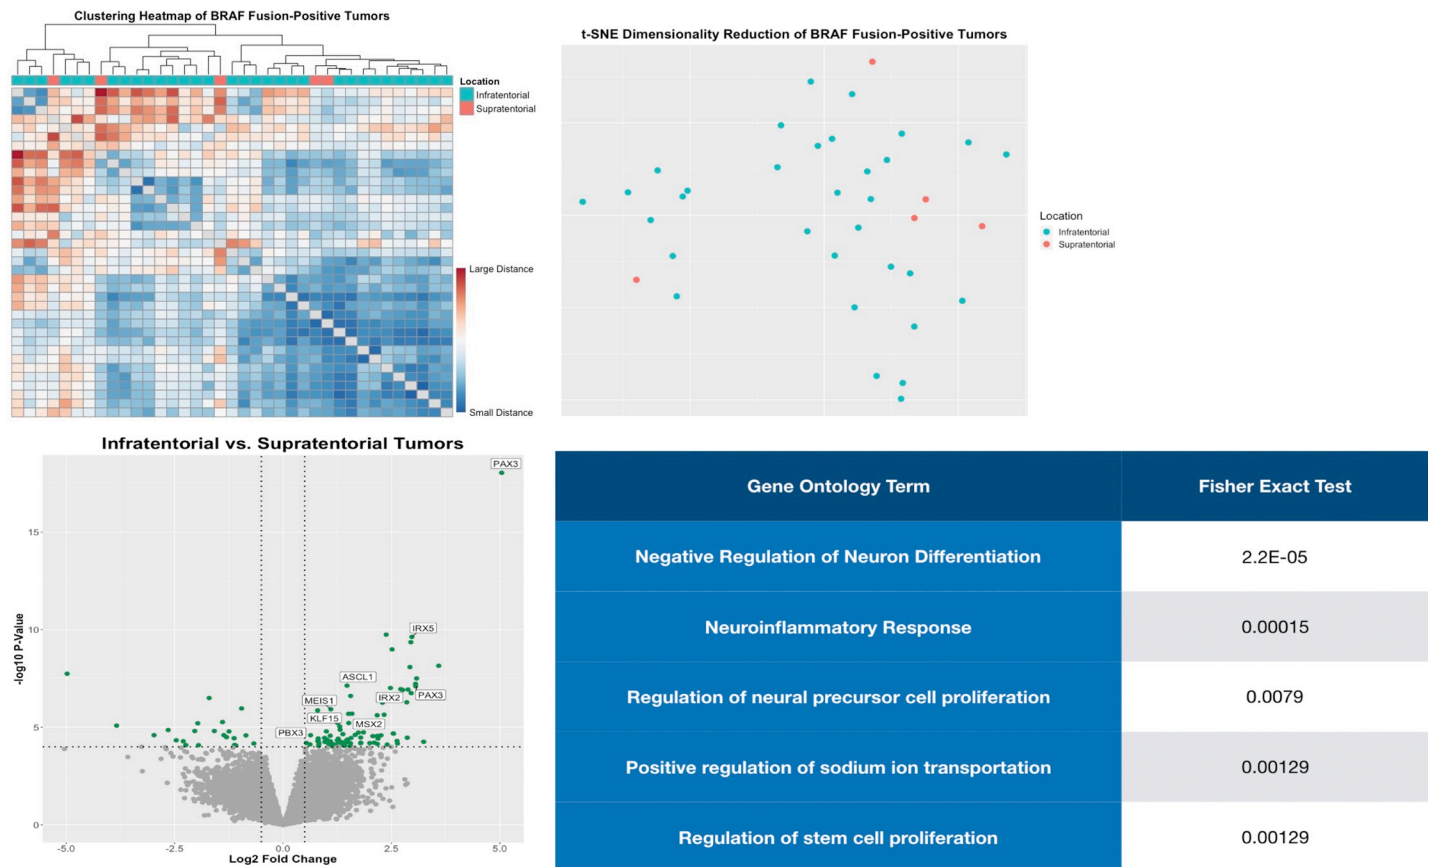 Clustering Heatmap of BRAF Fusion-Positive Tumors
Location
Infratentorial
Supratentorial
Large Distance
Small Distance
t-SNE Dimensionality Reduction of BRAF Fusion-Positive Tumors
Location
Infratentorial
Supratentorial
Infratentorial vs. Supratentorial Tumors
PAX3
15
10
IRX5
ASCL1
MEIS1
IRX2
PAX3
KLF15
MSX2
PBX3
5
0
-log10 P-Value
-5.0
-2.5
0.0
2.5
5.0
Log2 Fold Change
Gene Ontology Term
Fisher Exact Test
Negative Regulation of Neuron Differentiation
2.2E-05
Neuroinflammatory Response
0.00015
Regulation of neural precursor cell proliferation
0.0079
Positive regulation of sodium ion transportation
0.00129
Regulation of stem cell proliferation
0.00129